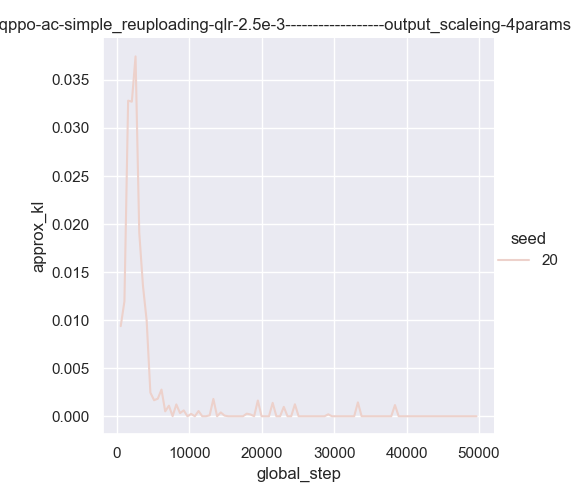 qppo-ac-simple_reuploading-qlr-2.5e-3------------------output_scaleing-4params
0.035
0.030
0.025
0.020
0.015
0.010
0.005
0.000
approx_kl
0 10000 20000 30000 40000 50000
global_step
seed
20